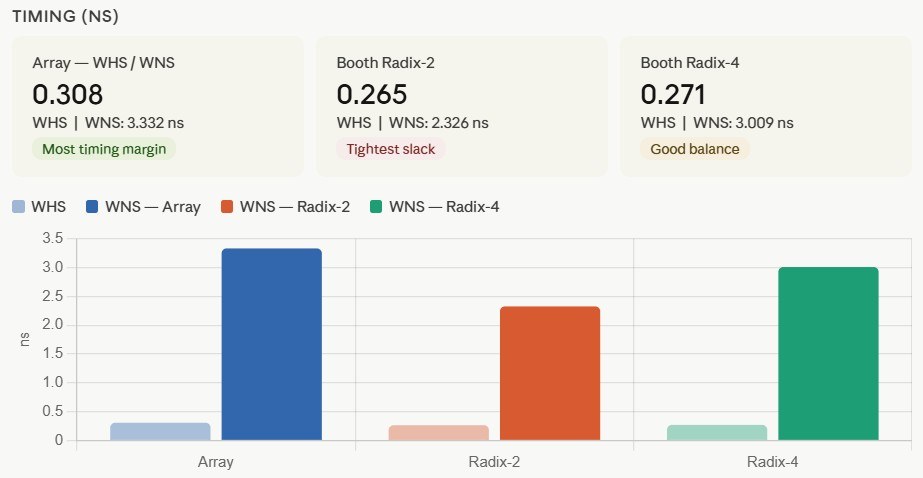 TIMING (NS)
Array — WHS / WNS
0.308
WHS | WNS: 3.332 ns
Most timing margin
Booth Radix-2
0.265
WHS | WNS: 2.326 ns
Tightest slack
Booth Radix-4
0.271
WHS | WNS: 3.009 ns
Good balance
WHS WNS — Array WNS — Radix-2 WNS — Radix-4
3.5
3.0
2.5
2.0
1.5
1.0
0.5
0
ns
Array Radix-2 Radix-4